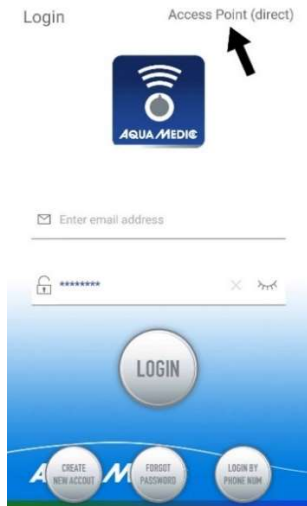 Login
Access Point (direct)
AQUA MEDIC
Enter email address
********
LOGIN
CREATE
NEW ACCOUT
FORGOT
PASSWORD
LOGIN BY
PHONE NUM
A
M